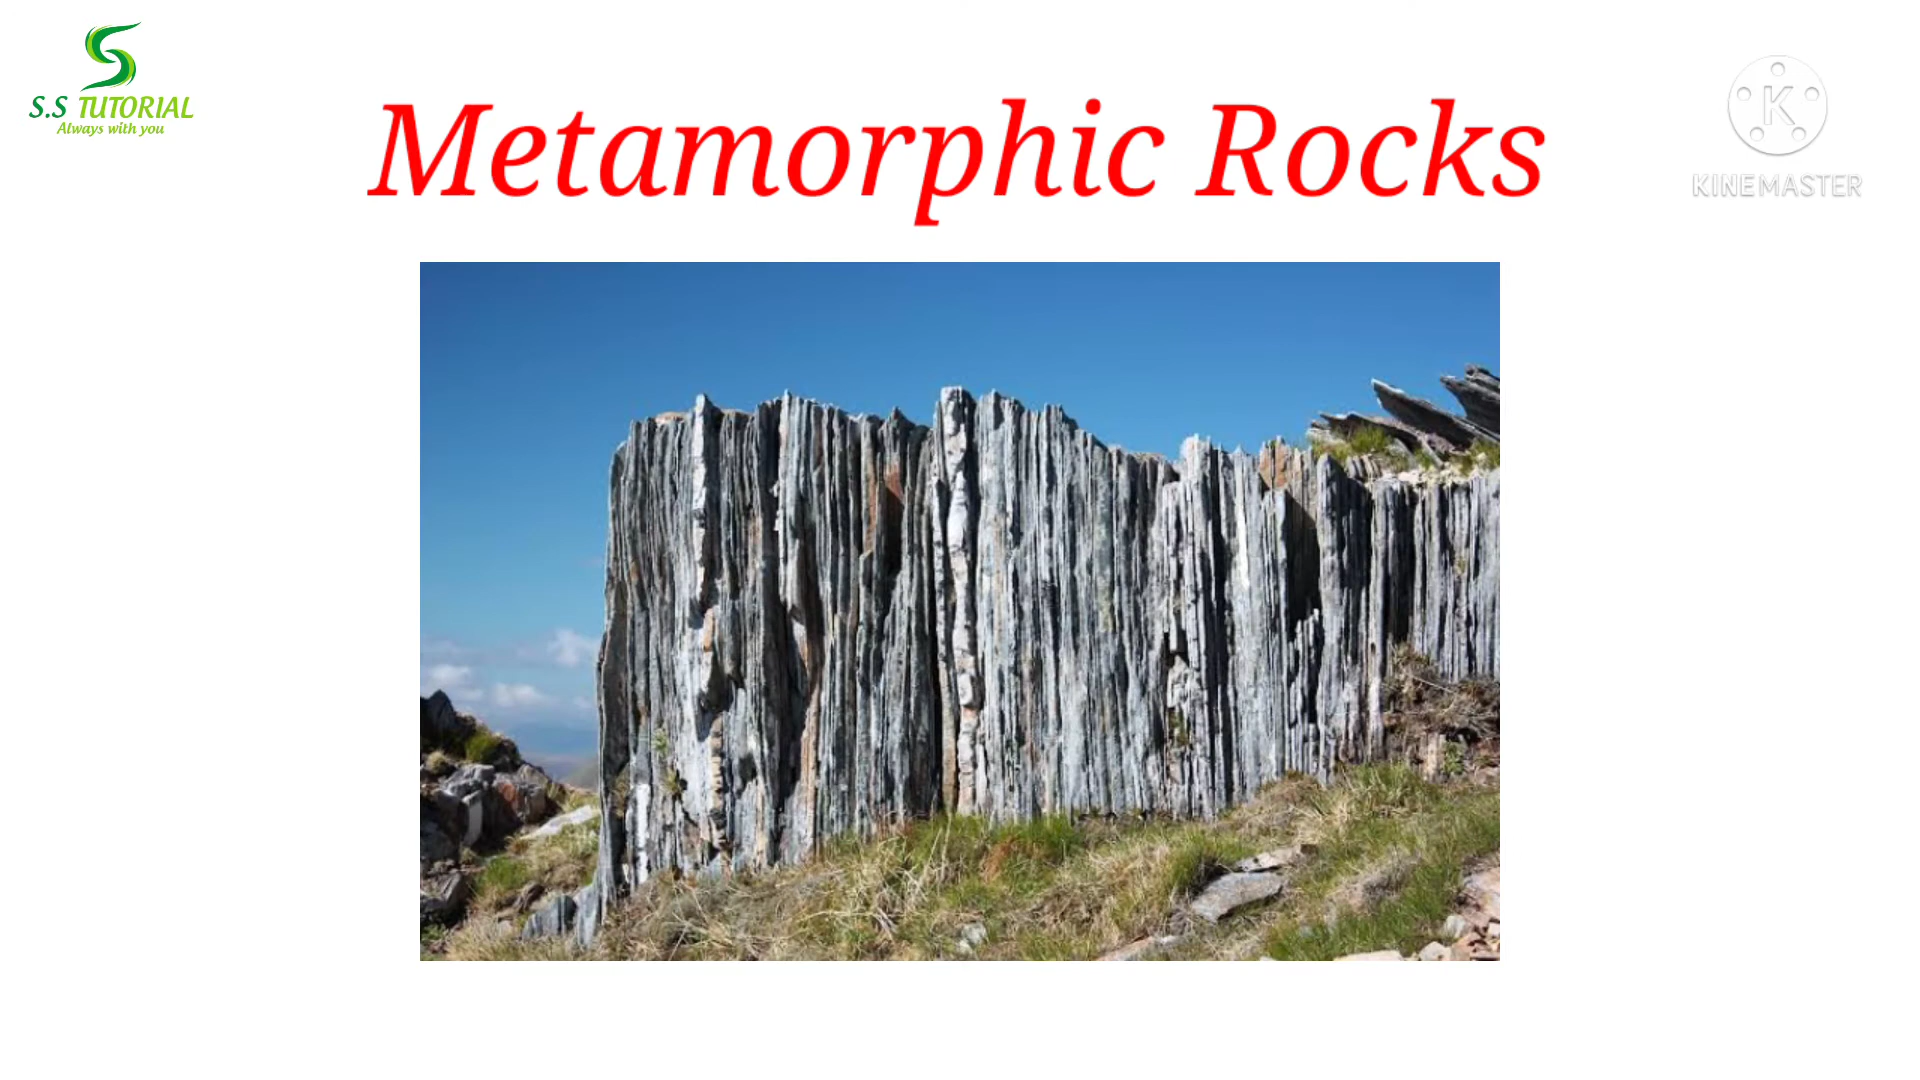 S.S TUTORIAL
Always with you
Metamorphic Rocks
K
KINEMASTER